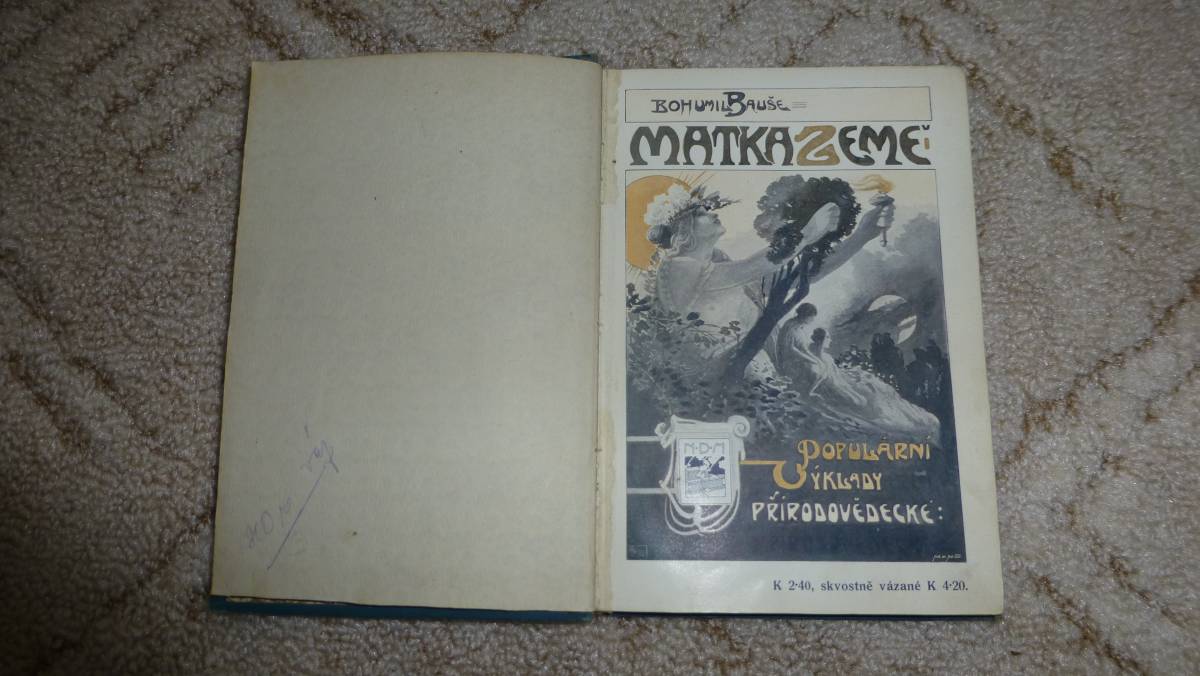 BOHUMIL BAUŠE
MATKA ZEMĚ:
N·D·M
POPULÁRNÍ
VÝKLADY
PŘÍRODOVĚDECKÉ:
K 2·40, skvostně vázané K 4·20.